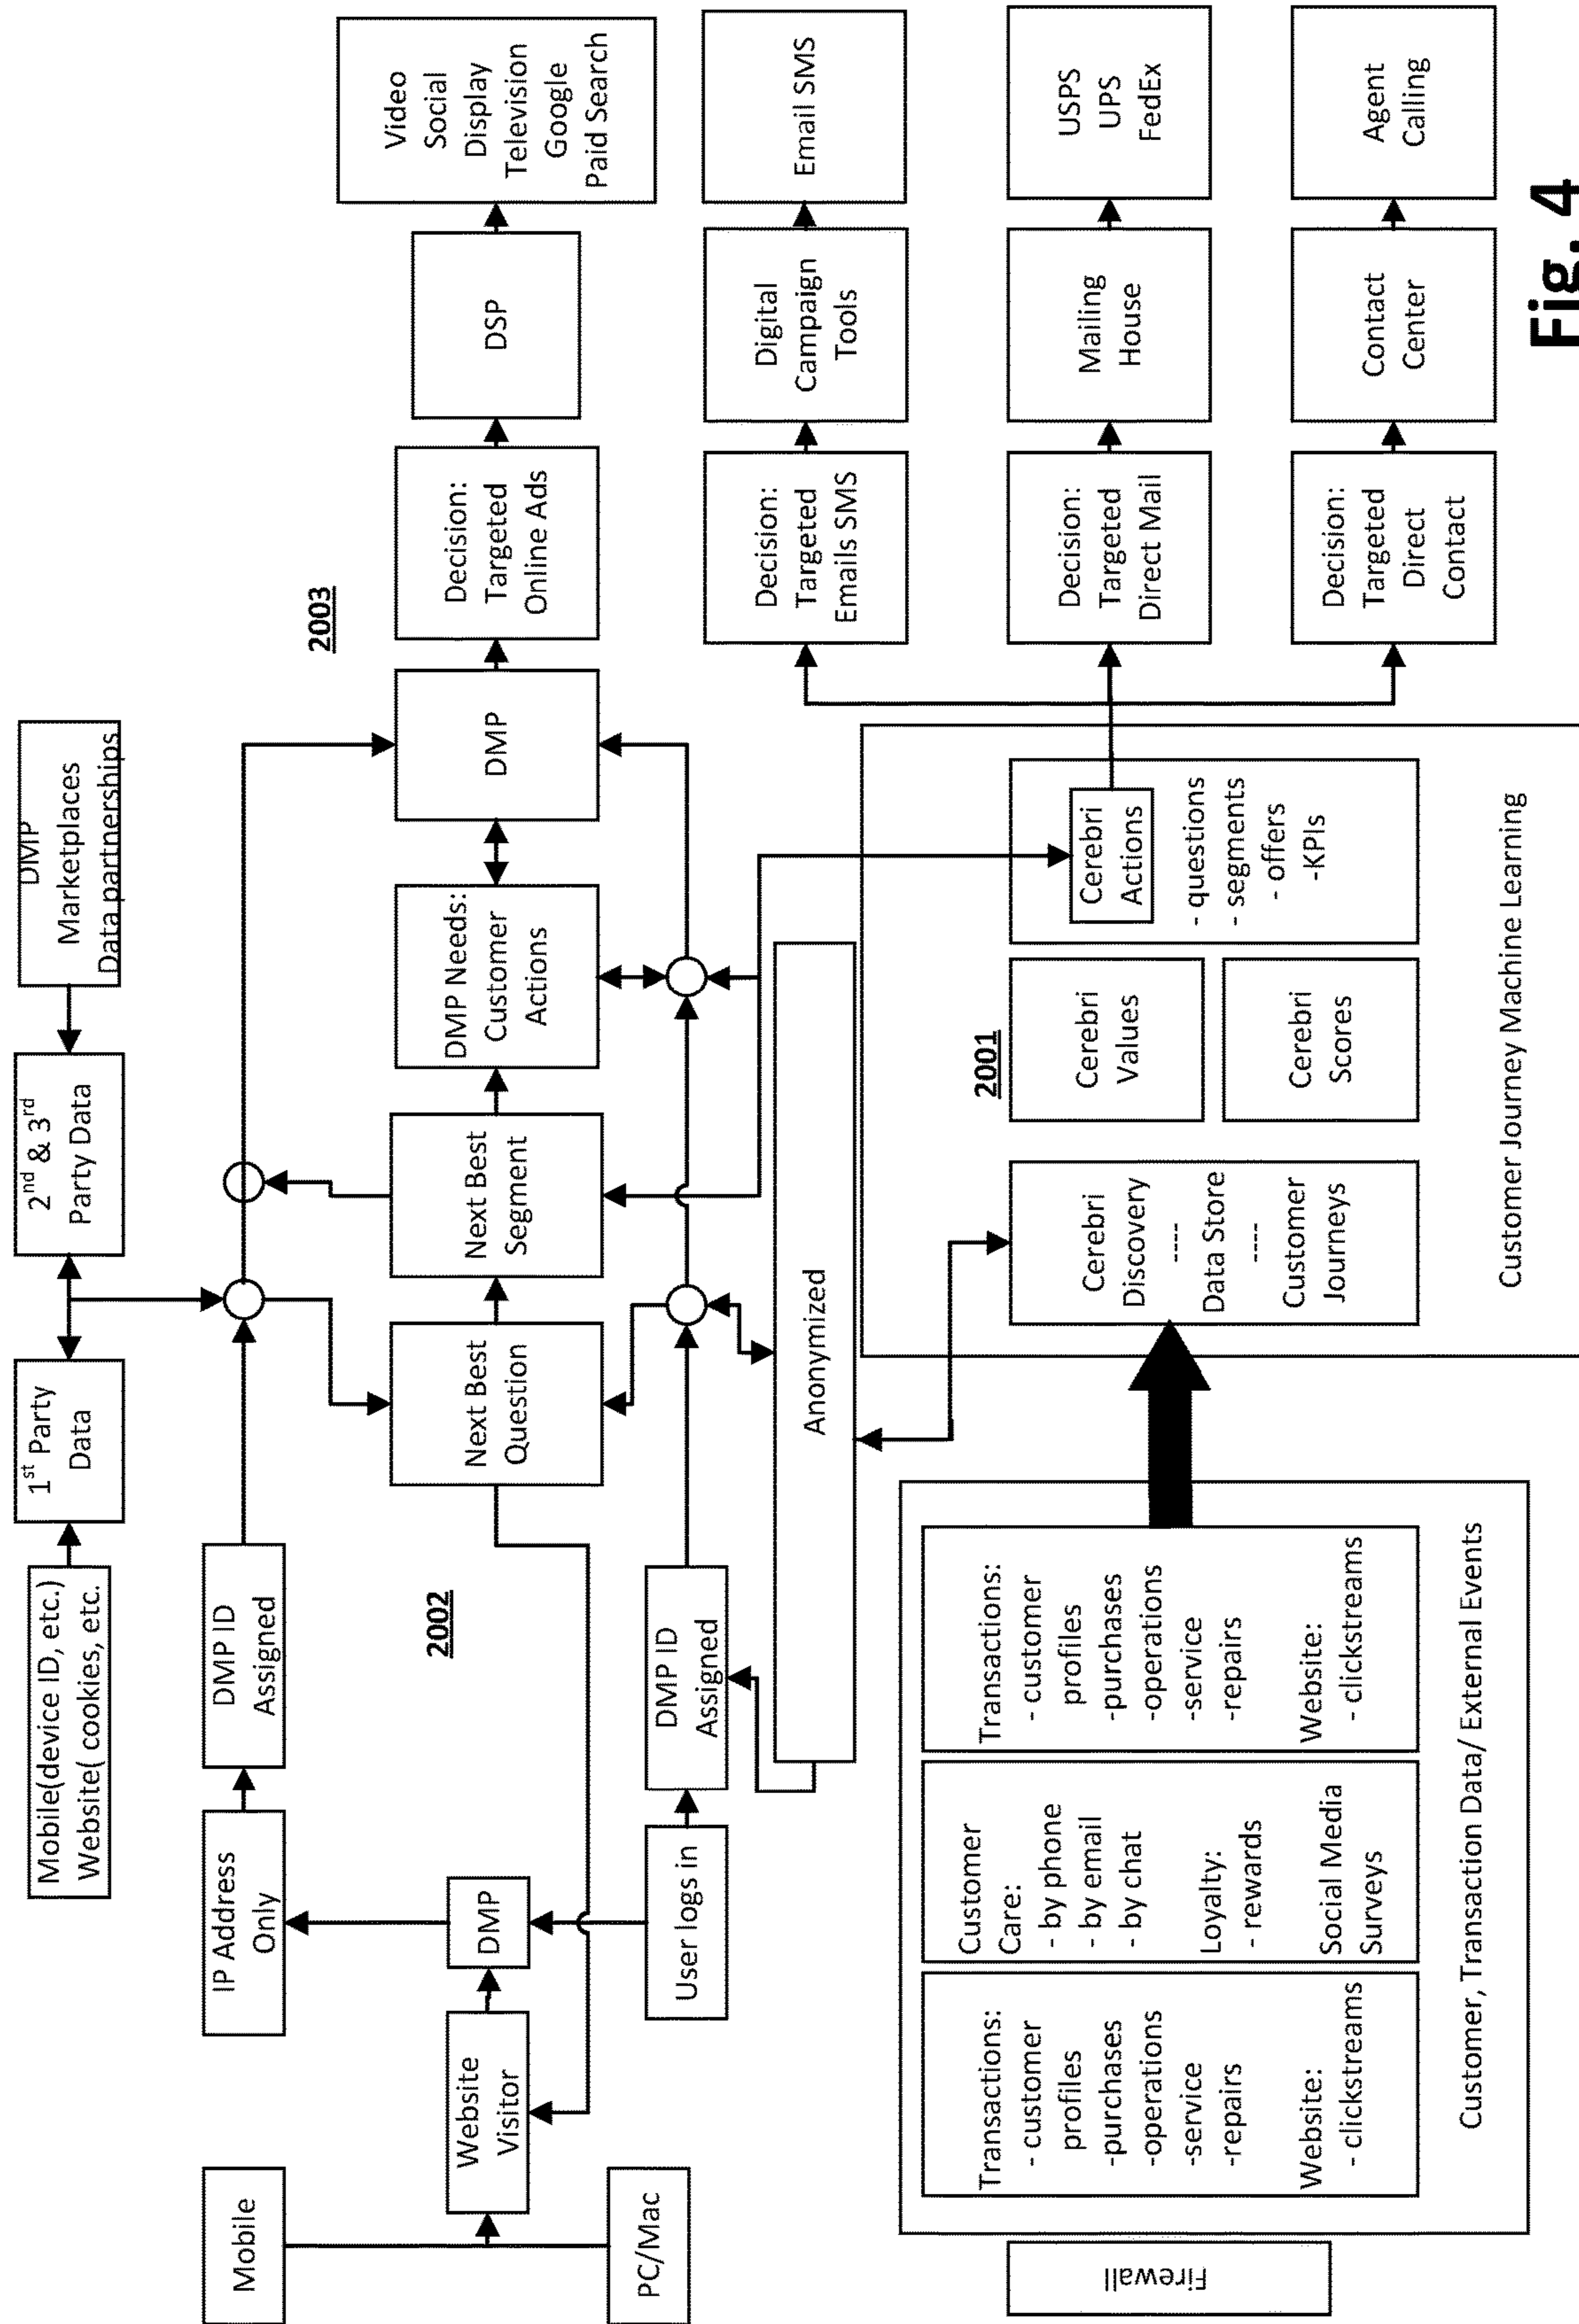 Mobile
PC/Mac
Website
Visitor
DMP
IP Address
Only
User logs in
DMP ID
Assigned
DMP ID
Assigned
2002
Mobile(device ID, etc.)
Website( cookies, etc.
1st Party
Data
2nd & 3rd
Party Data
DMP
Marketplaces
Data partnerships
Next Best
Question
Next Best
Segment
DMP Needs:
Customer
Actions
DMP
2003
Decision:
Targeted
Online Ads
DSP
Video
Social
Display
Television
Google
Paid Search
Decision:
Targeted
Emails SMS
Digital
Campaign
Tools
Email SMS
Decision:
Targeted
Direct Mail
Mailing
House
USPS
UPS
FedEx
Decision:
Targeted
Direct
Contact
Contact
Center
Agent
Calling
Anonymized
Firewall
Transactions:
- customer
profiles
-purchases
-operations
-service
-repairs
Website:
- clickstreams
Customer
Care:
- by phone
- by email
- by chat
Loyalty:
- rewards
Social Media
Surveys
Transactions:
- customer
profiles
-purchases
-operations
-service
-repairs
Website:
- clickstreams
Customer, Transaction Data/ External Events
Cerebri
Discovery
----
Data Store
----
Customer
Journeys
2001
Cerebri
Values
Cerebri
Scores
Cerebri
Actions
- questions
- segments
- offers
-KPIs
Customer Journey Machine Learning
Fig. 4